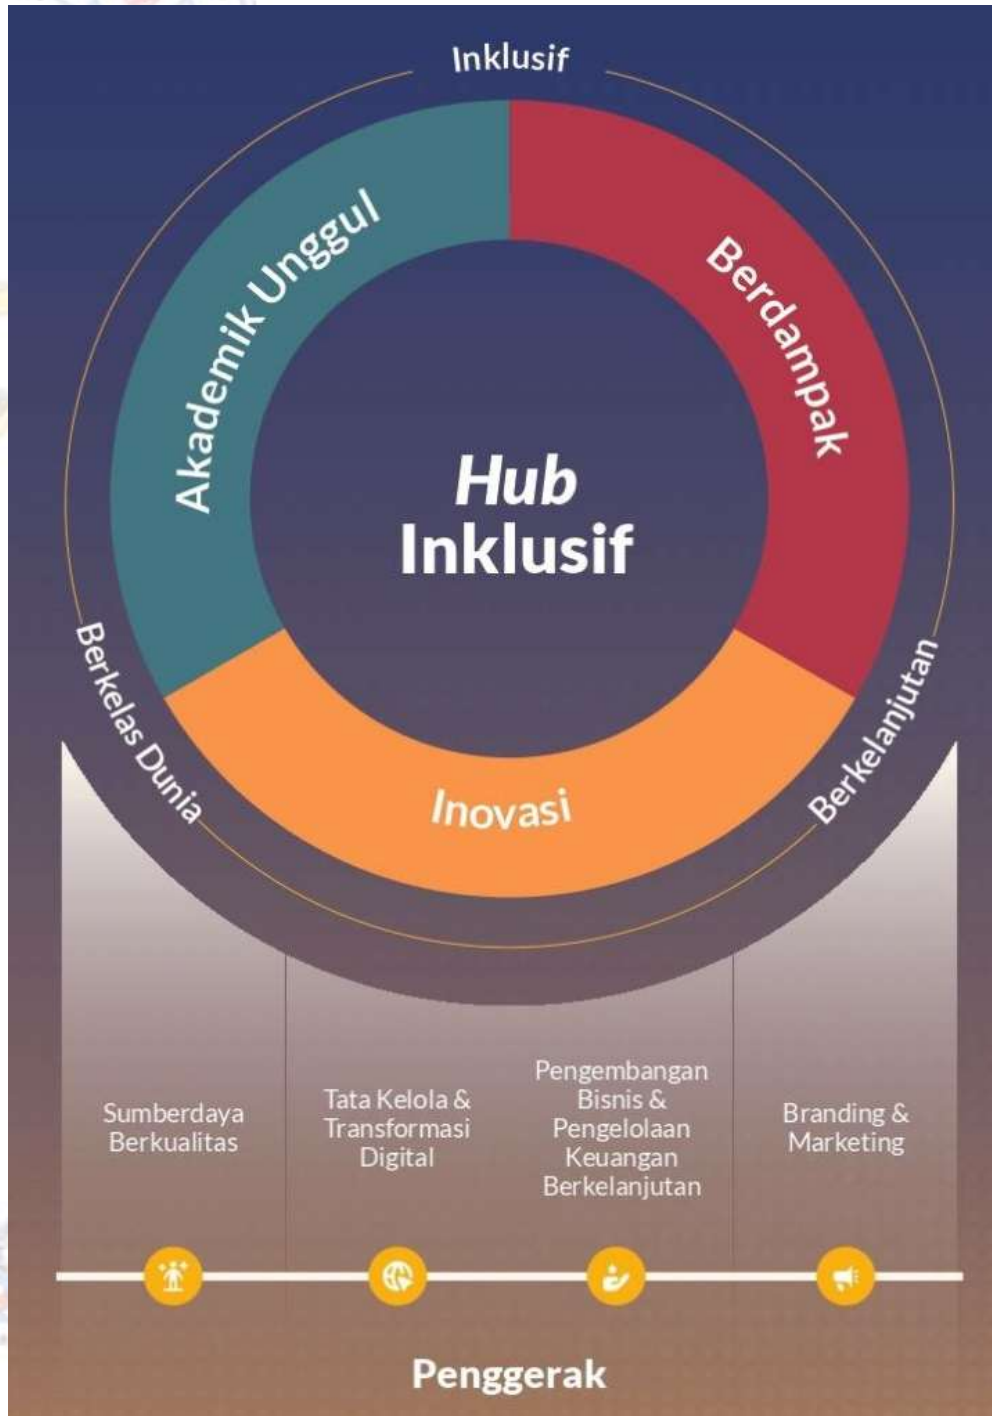 Inklusif
Akademik Unggul
Berdampak
Hub
Inklusif
Berkelas Dunia
Berkelanjutan
Inovasi
Sumberdaya
Berkualitas
Tata Kelola &
Transformasi
Digital
Pengembangan
Bisnis &
Pengelolaan
Keuangan
Berkelanjutan
Branding &
Marketing
Penggerak